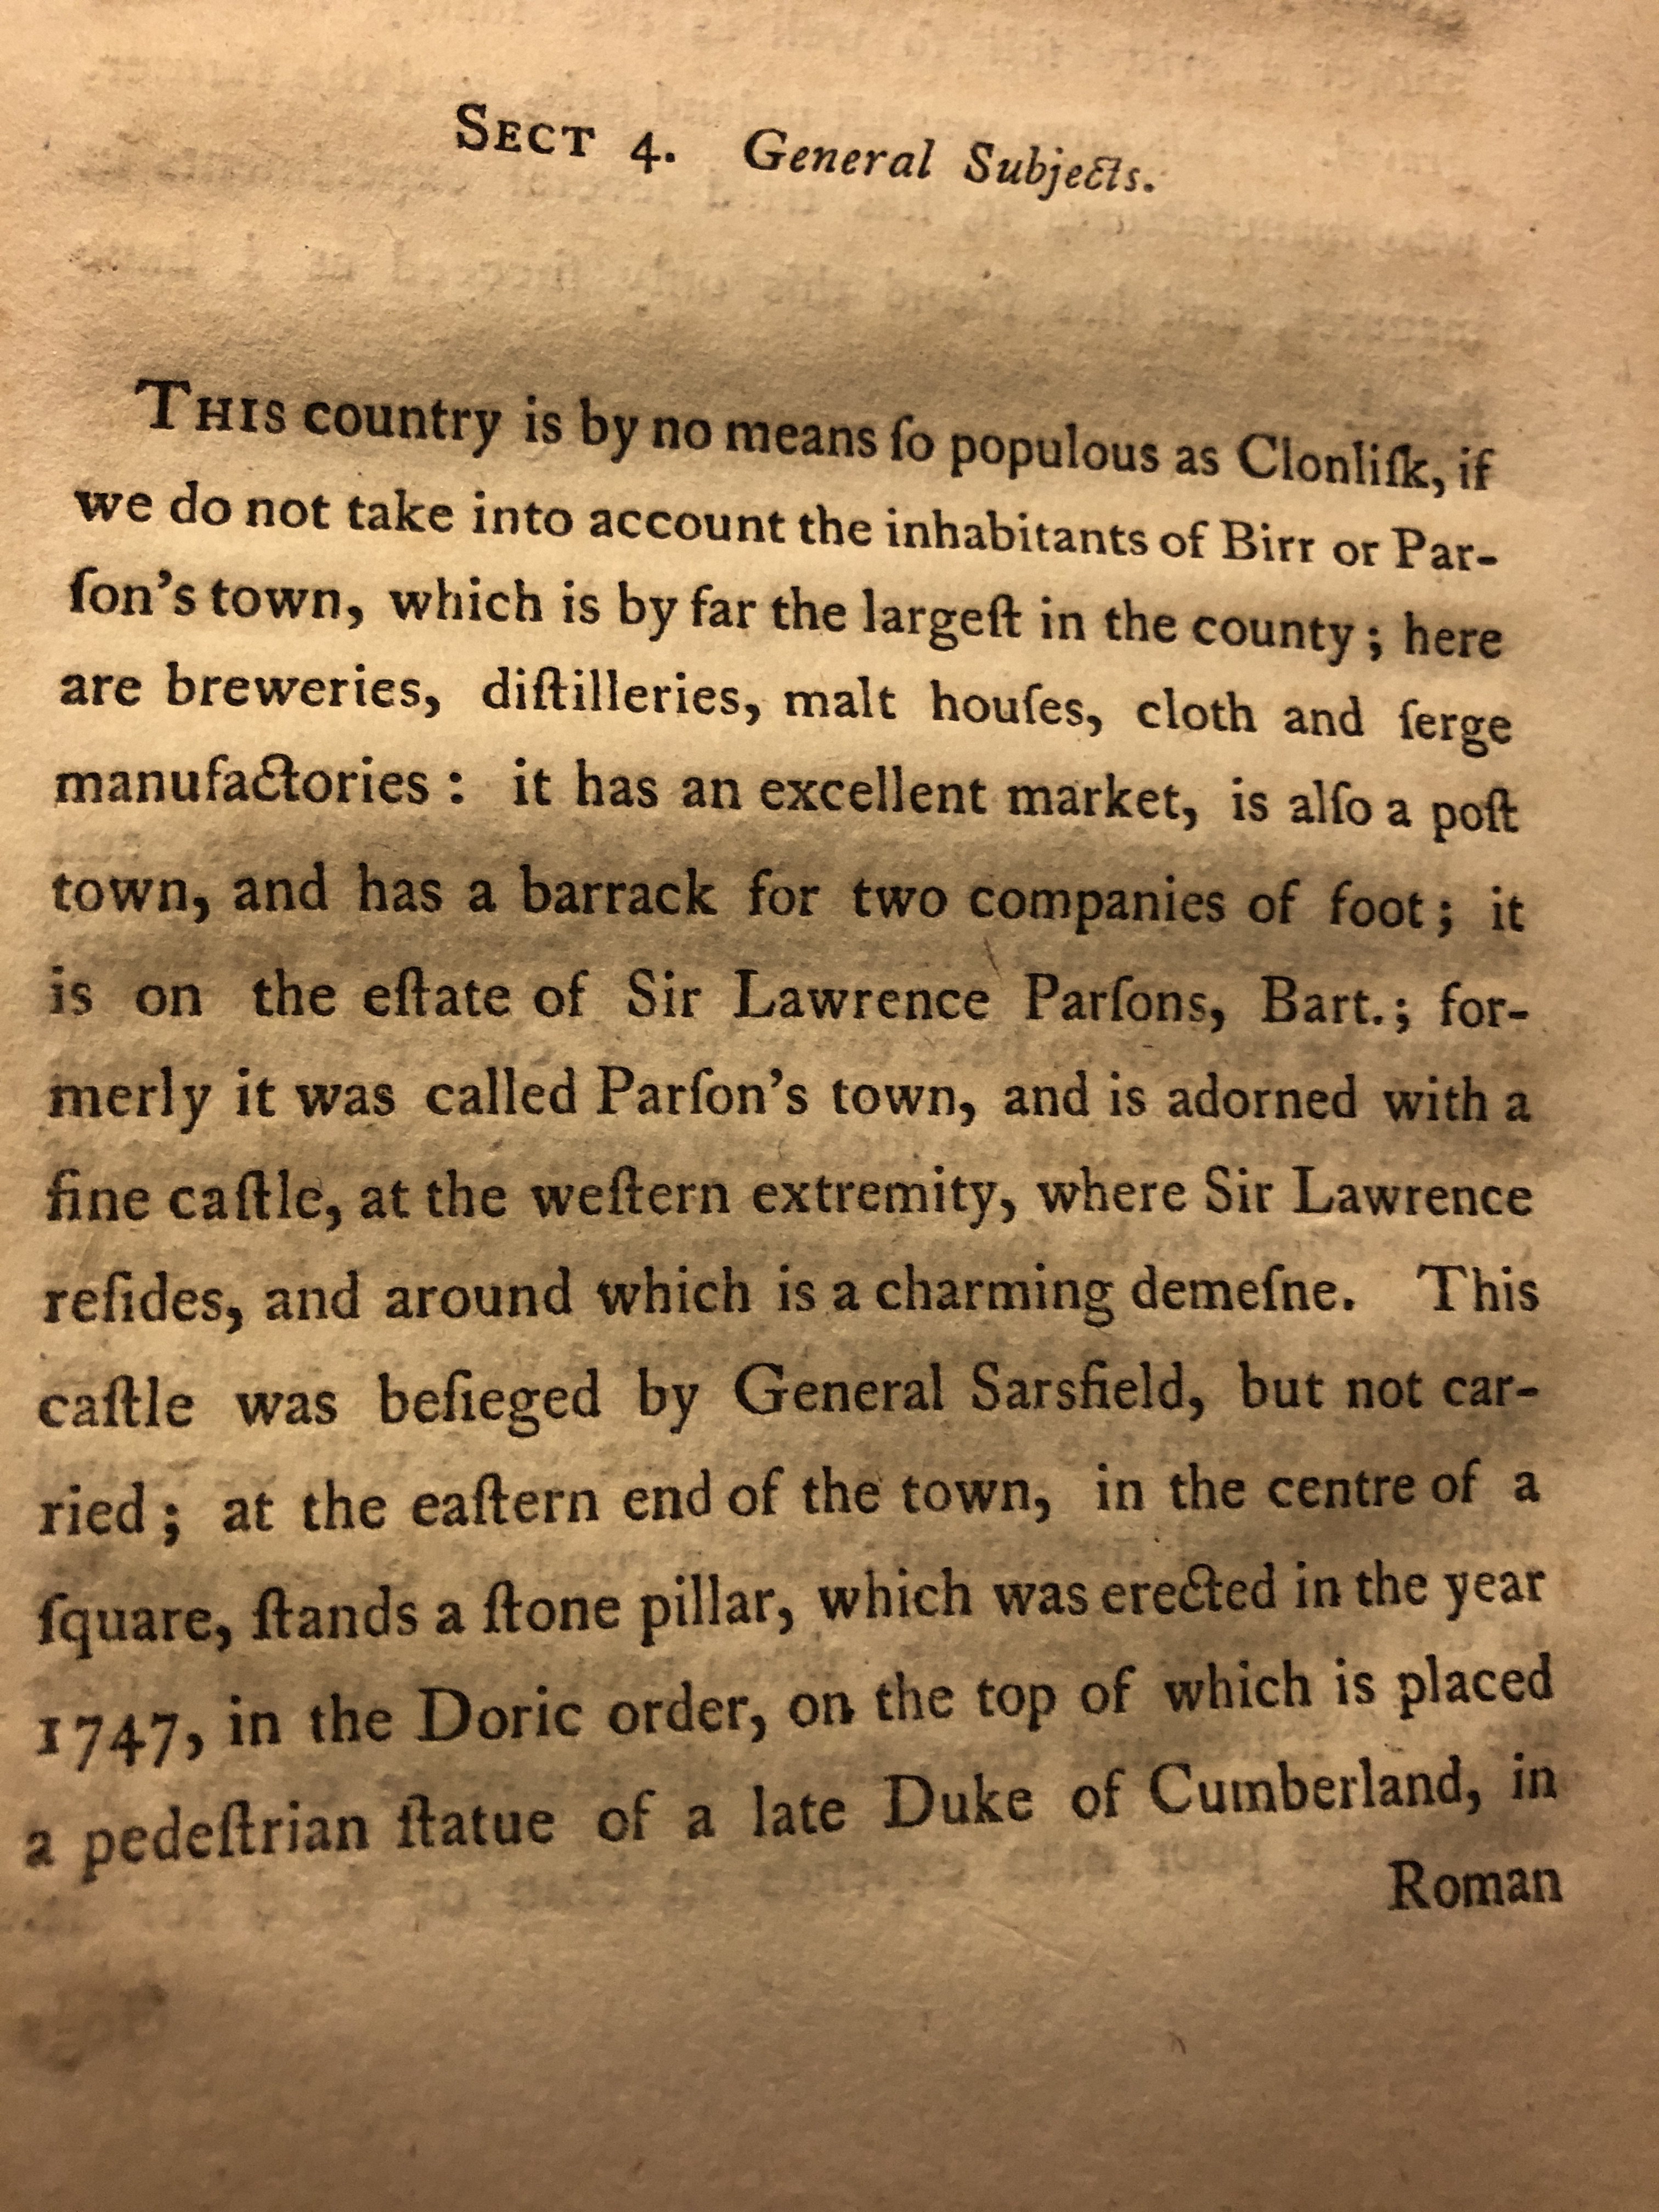 SECT 4. General Subjects.
THIS country is by no means ſo populous as Clonliſk, if
we do not take into account the inhabitants of Birr or Par-
ſon's town, which is by far the largeſt in the county; here
are breweries, diſtilleries, malt houſes, cloth and ſerge
manufactories: it has an excellent market, is alſo a poſt
town, and has a barrack for two companies of foot; it
is on the eſtate of Sir Lawrence Parſons, Bart.; for-
merly it was called Parſon's town, and is adorned with a
fine caſtle, at the weſtern extremity, where Sir Lawrence
reſides, and around which is a charming demeſne. This
caſtle was beſieged by General Sarsfield, but not car-
ried; at the eaſtern end of the town, in the centre of a
ſquare, ſtands a ſtone pillar, which was erected in the year
1747, in the Doric order, on the top of which is placed
a pedeſtrian ſtatue of a late Duke of Cumberland, in
Roman